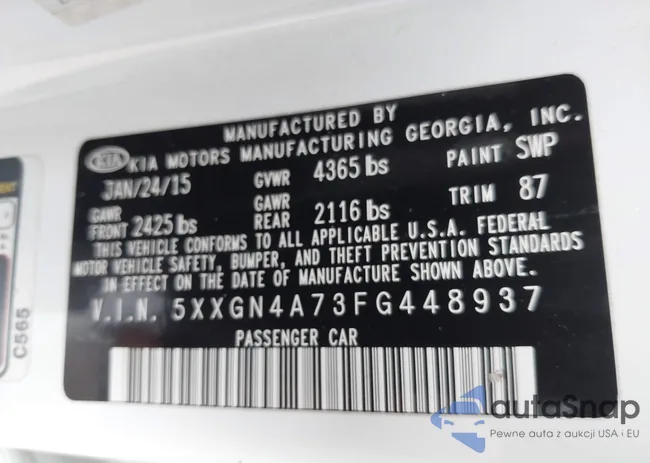 MANUFACTURED BY
KIA KIA MOTORS MANUFACTURING GEORGIA, INC.
JAN/24/15 GVWR 4365 lbs PAINT SWP
GAWR FRONT 2425 lbs GAWR REAR 2116 lbs TRIM 87
THIS VEHICLE CONFORMS TO ALL APPLICABLE U.S.A. FEDERAL
MOTOR VEHICLE SAFETY, BUMPER, AND THEFT PREVENTION STANDARDS
IN EFFECT ON THE DATE OF MANUFACTURE SHOWN ABOVE.
V.I.N. 5XXGN4A73FG448937
PASSENGER CAR
C565
autaSnap
Pewne auta z aukcji USA i EU